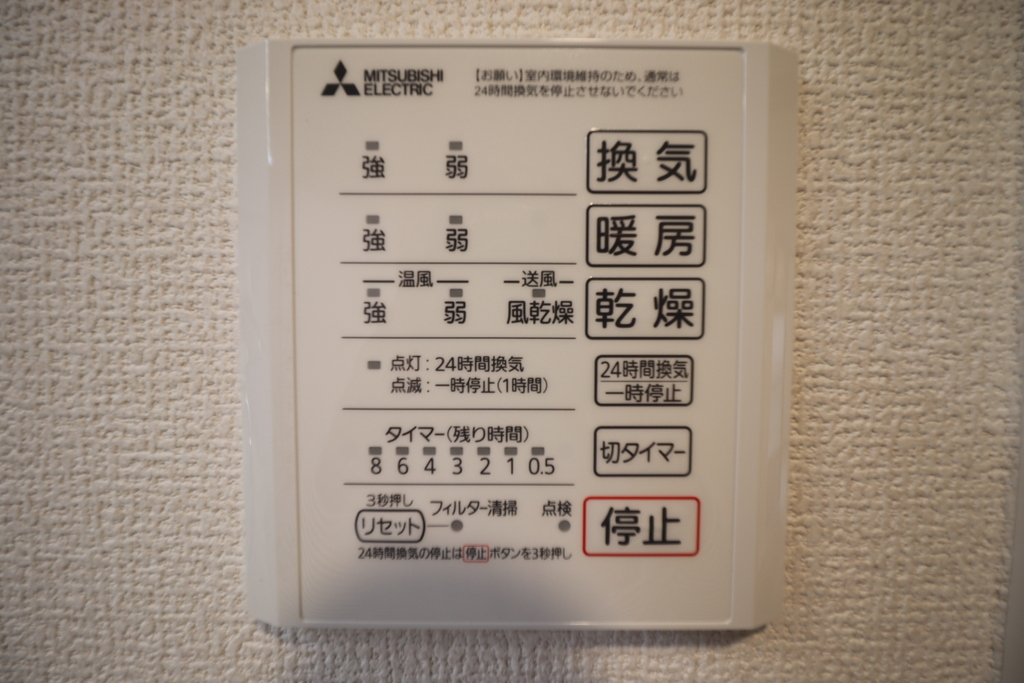 MITSUBISHI
ELECTRIC
【お願い】室内環境維持のため、通常は
24時間換気を停止させないでください
強 弱 換気
強 弱 暖房
温風 送風
強 弱 風乾燥 乾燥
点灯：24時間換気
点滅：一時停止(1時間)
24時間換気
一時停止
タイマー(残り時間)
8 6 4 3 2 1 0.5
切タイマー
3秒押し
リセット フィルター清掃 点検
停止
24時間換気の停止は停止ボタンを3秒押し